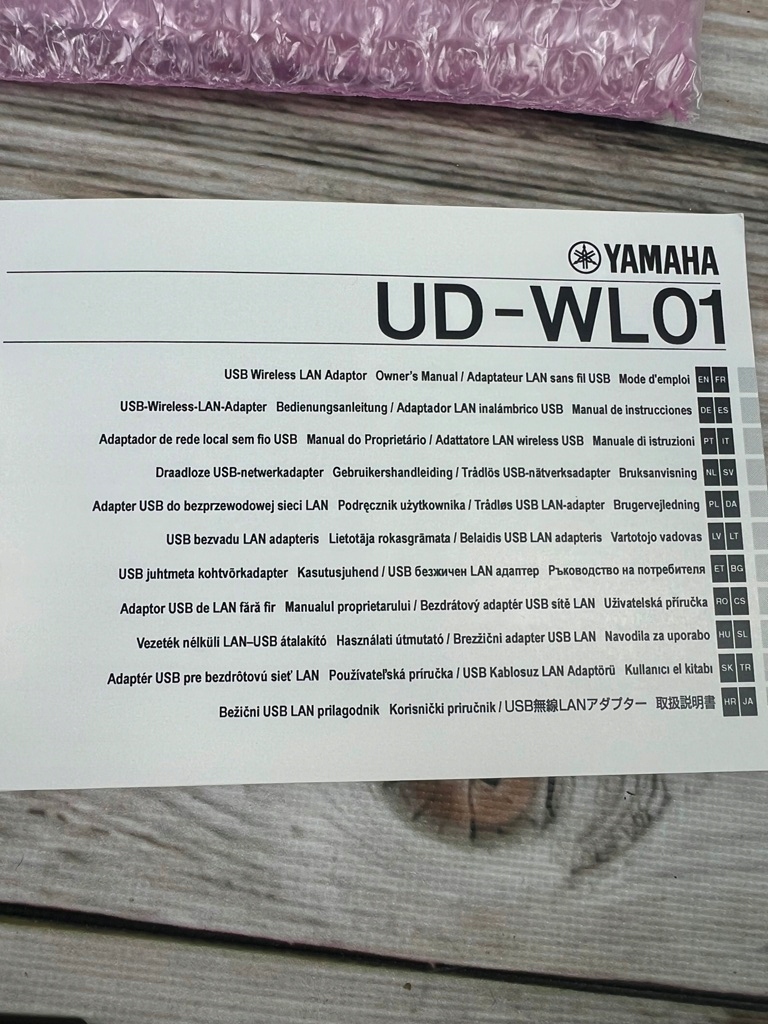 YAMAHA
UD-WL01
USB Wireless LAN Adaptor Owner's Manual / Adaptateur LAN sans fil USB Mode d'emploi EN FR
USB-Wireless-LAN-Adapter Bedienungsanleitung / Adaptador LAN inalámbrico USB Manual de instrucciones DE ES
Adaptador de rede local sem fio USB Manual do Proprietário / Adattatore LAN wireless USB Manuale di istruzioni PT IT
Draadloze USB-netwerkadapter Gebruikershandleiding / Trådlös USB-nätverksadapter Bruksanvisning NL SV
Adapter USB do bezprzewodowej sieci LAN Podręcznik użytkownika / Trådløs USB LAN-adapter Brugervejledning PL DA
USB bezvadu LAN adapteris Lietotāja rokasgrāmata / Belaidis USB LAN adapteris Vartotojo vadovas LV LT
USB juhtmeta kohtvõrkadapter Kasutusjuhend / USB безжичен LAN адаптер Ръководство на потребителя ET BG
Adaptor USB de LAN fără fir Manualul proprietarului / Bezdrátový adaptér USB sítě LAN Uživatelská příručka RO CS
Vezeték nélküli LAN–USB átalakító Használati útmutató / Brezžični adapter USB LAN Navodila za uporabo HU SL
Adaptér USB pre bezdrôtovú sieť LAN Používateľská príručka / USB Kablosuz LAN Adaptörü Kullanıcı el kitabı SK TR
Bežični USB LAN prilagodnik Korisnički priručnik / USB無線LANアダプター 取扱説明書 HR JA